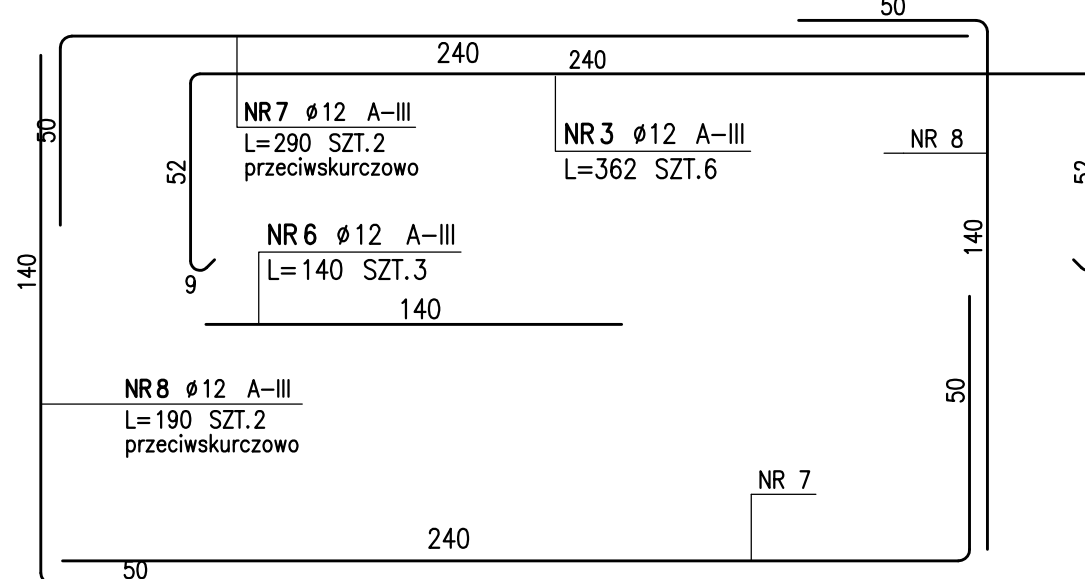 50
240
240
NR 7 ø12 A-III
L=290 SZT.2
przeciwskurczowo
50
NR 3 ø12 A-III
L=362 SZT.6
NR 8
52
52
NR 6 ø12 A-III
L=140 SZT.3
140
140
9
140
NR 8 ø12 A-III
L=190 SZT.2
przeciwskurczowo
50
NR 7
240
50